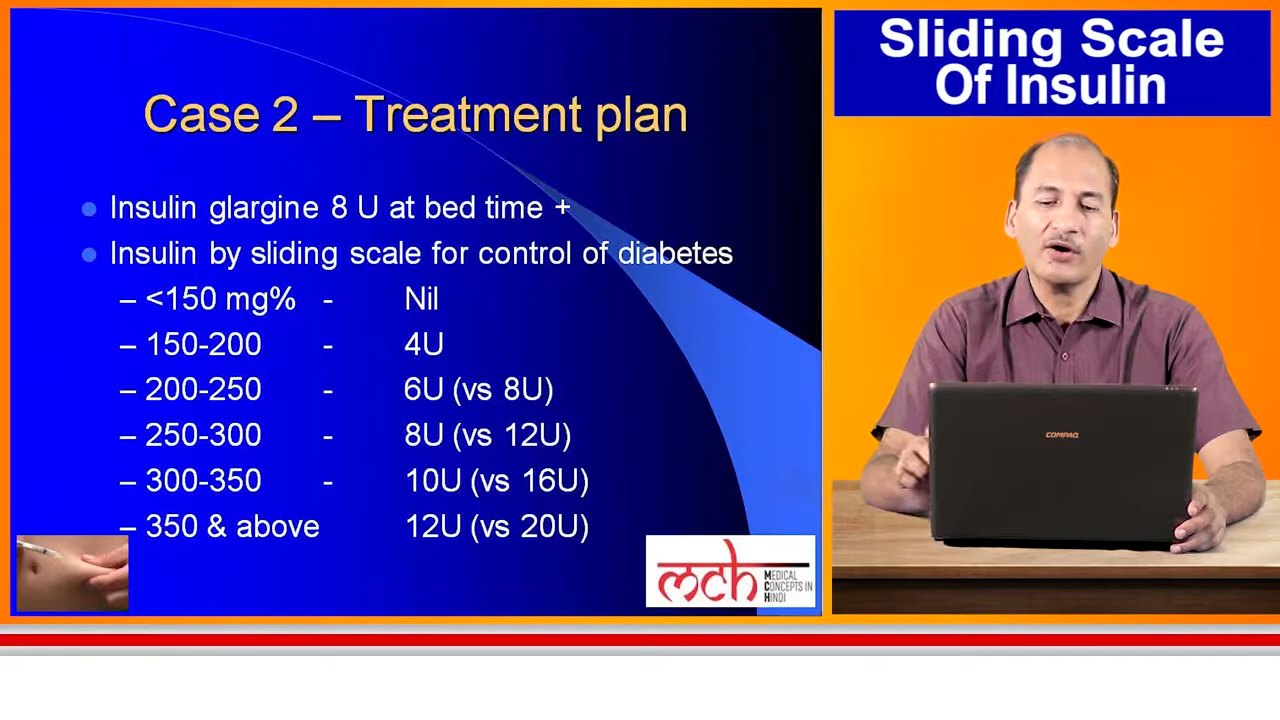 Case 2 – Treatment plan
Insulin glargine 8 U at bed time +
Insulin by sliding scale for control of diabetes
– <150 mg% - Nil
– 150-200 - 4U
– 200-250 - 6U (vs 8U)
– 250-300 - 8U (vs 12U)
– 300-350 - 10U (vs 16U)
– 350 & above 12U (vs 20U)
mch
MEDICAL
CONCEPTS IN
HINDI
Sliding Scale
Of Insulin
COMPAQ